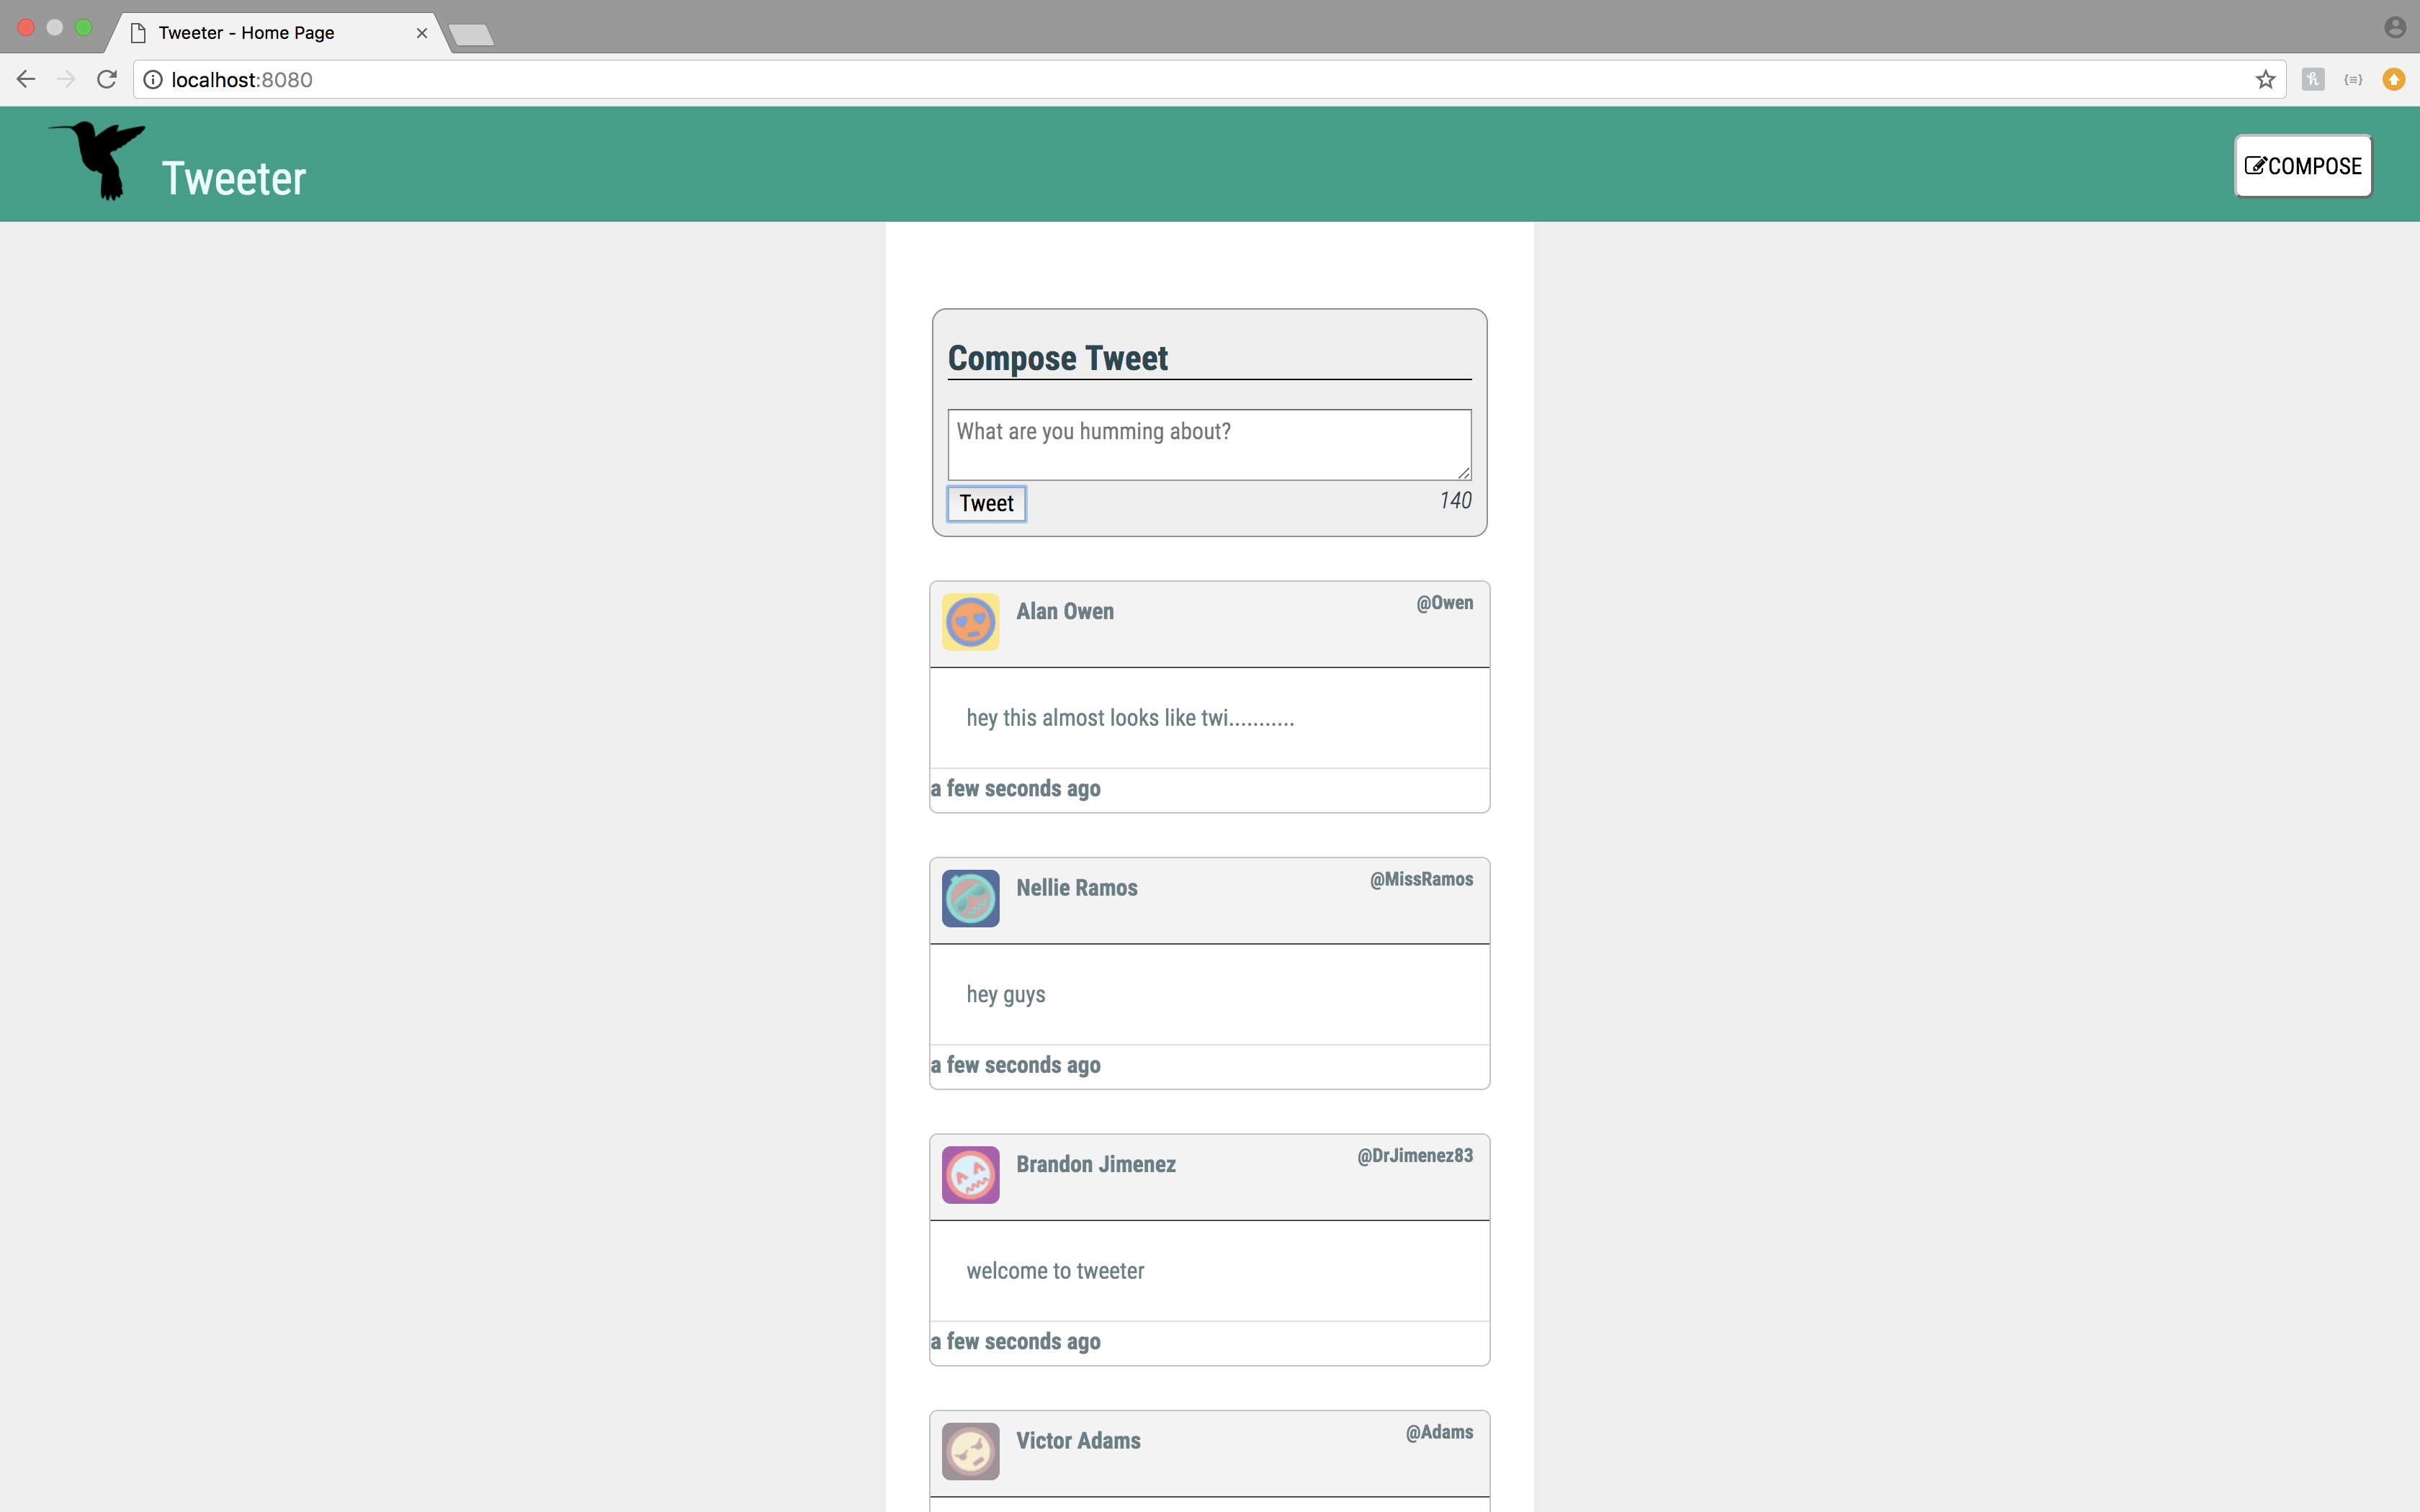 Tweeter - Home Page
localhost:8080
Tweeter
COMPOSE
Compose Tweet
What are you humming about?
Tweet
140
Alan Owen
@Owen
hey this almost looks like twi...........
a few seconds ago
Nellie Ramos
@MissRamos
hey guys
a few seconds ago
Brandon Jimenez
@DrJimenez83
welcome to tweeter
a few seconds ago
Victor Adams
@Adams